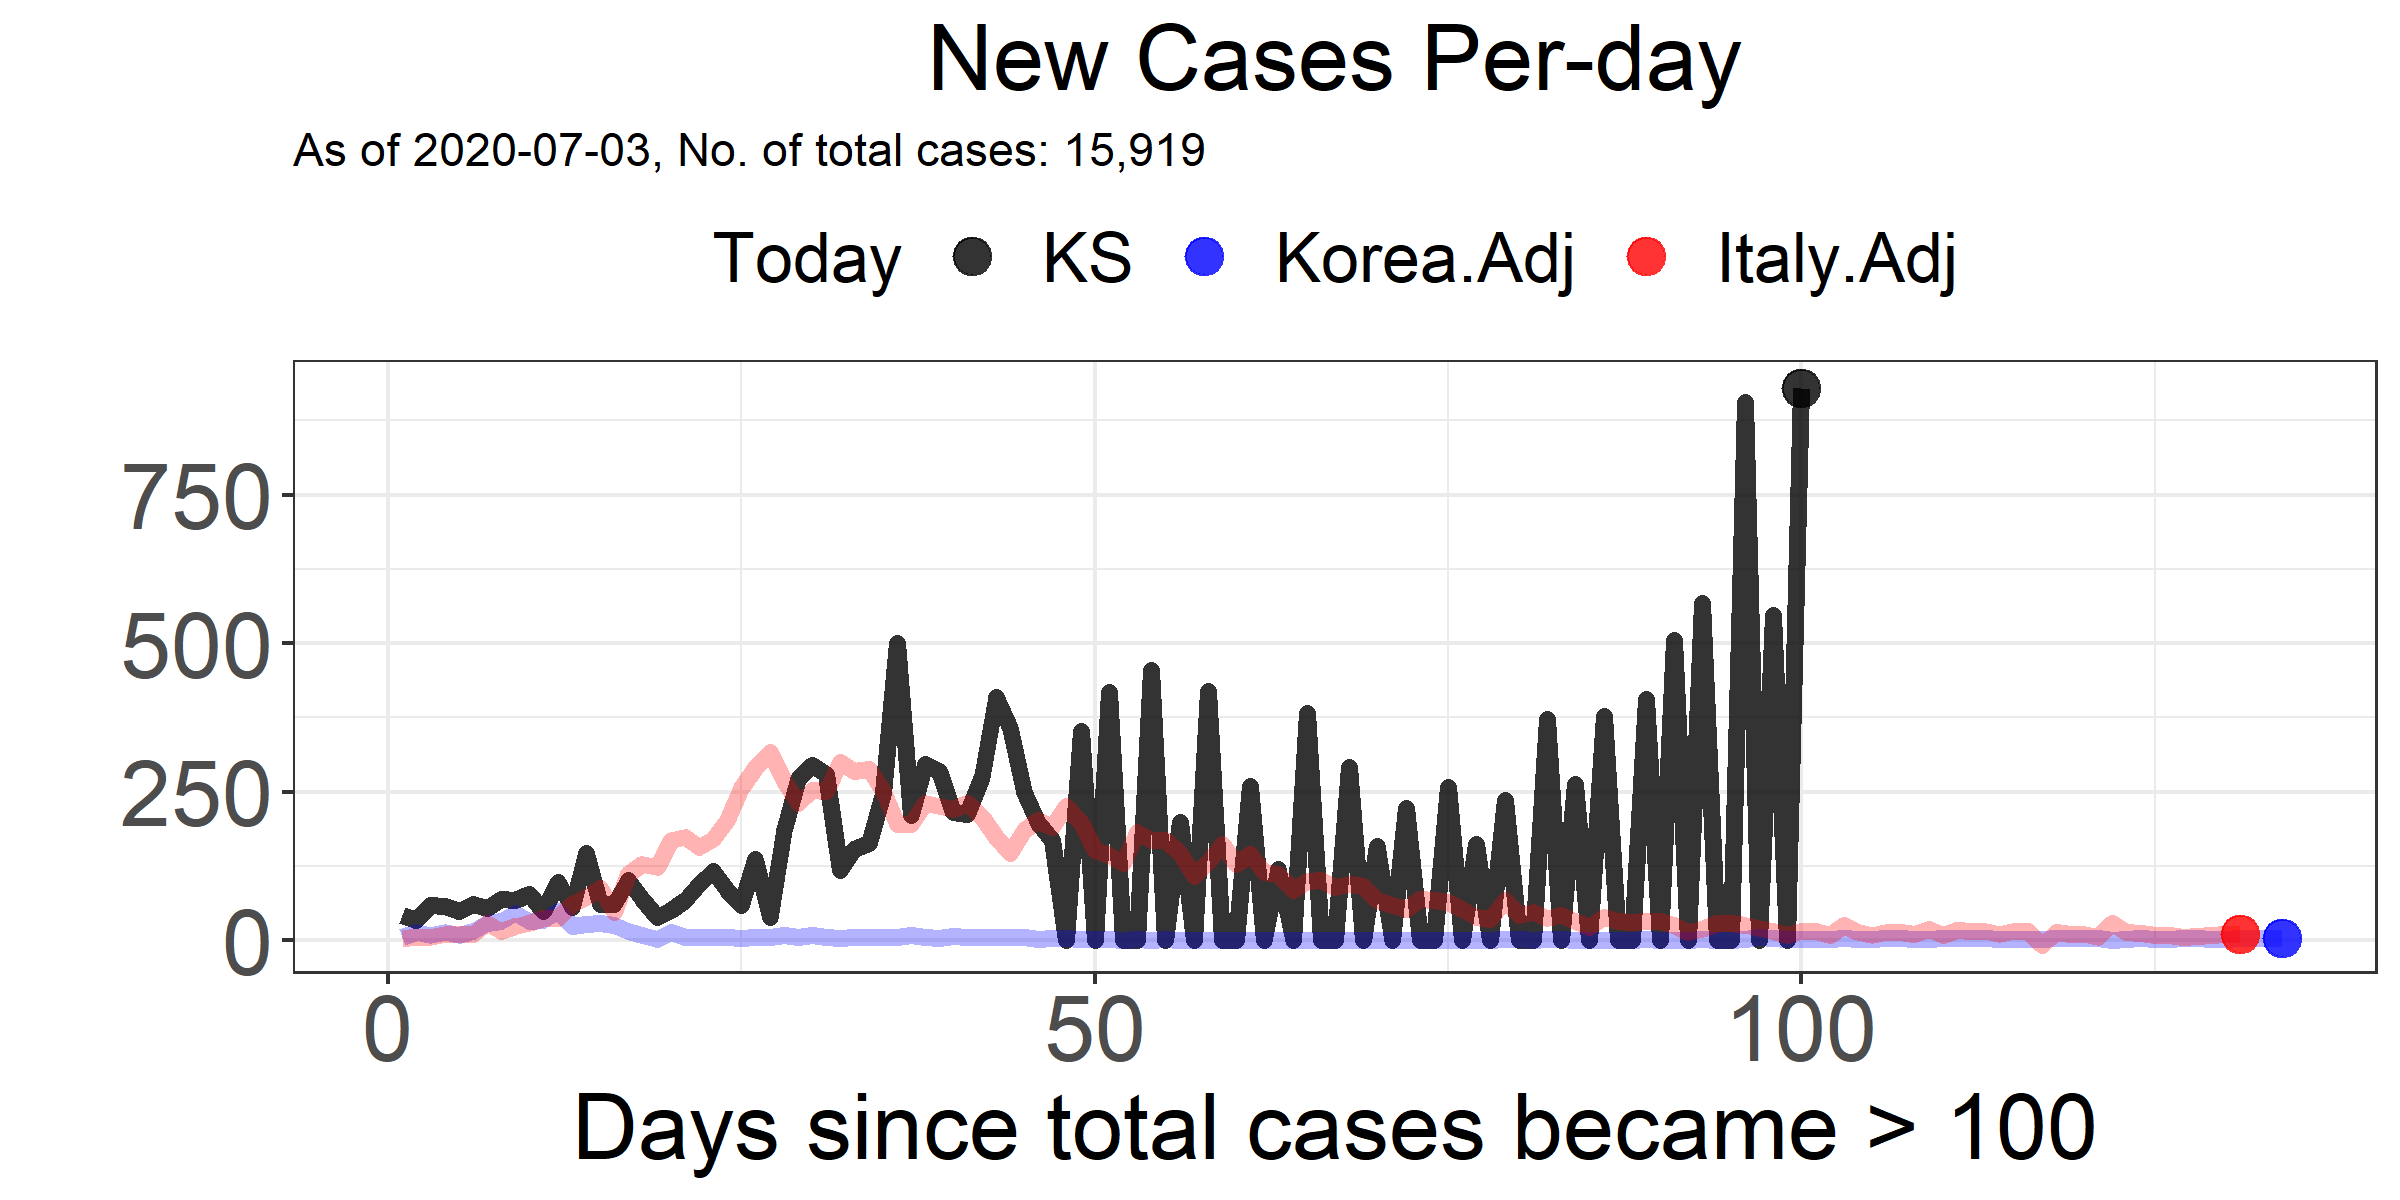 New Cases Per-day
As of 2020-07-03, No. of total cases: 15,919
Today KS Korea.Adj Italy.Adj
750
500
250
0
0 50 100
Days since total cases became > 100